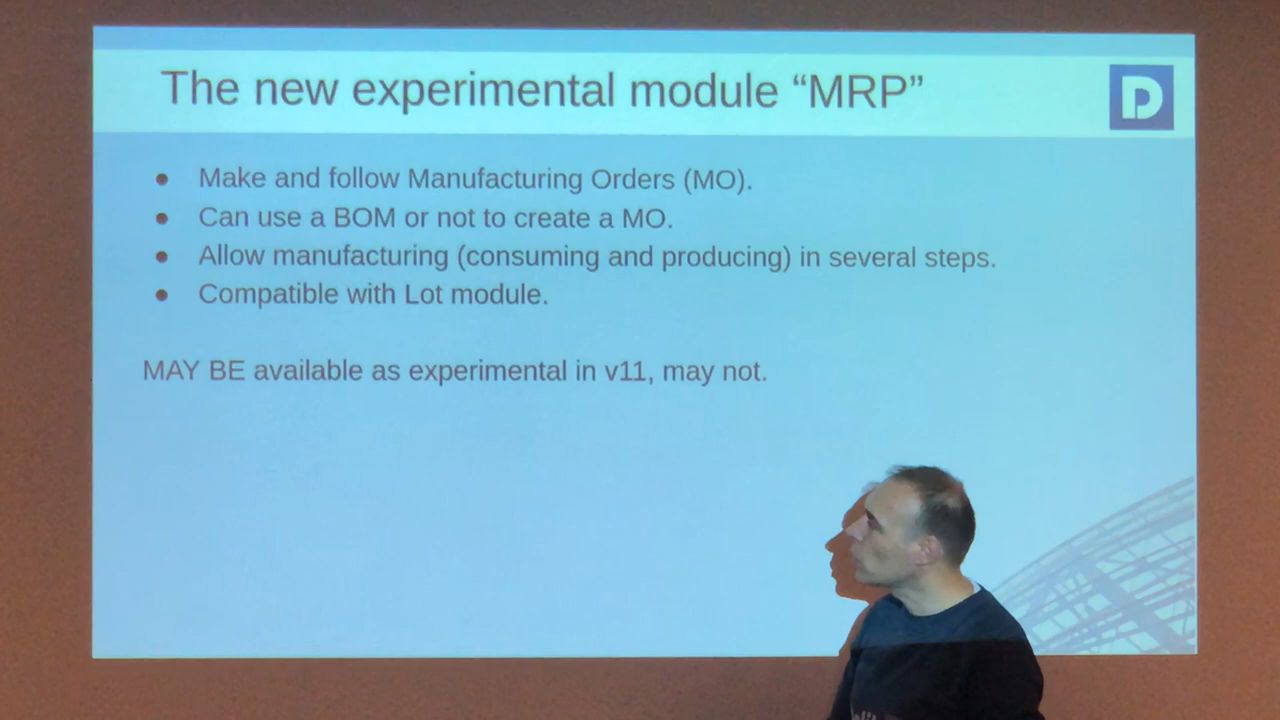 The new experimental module “MRP”
D
● Make and follow Manufacturing Orders (MO).
● Can use a BOM or not to create a MO.
● Allow manufacturing (consuming and producing) in several steps.
● Compatible with Lot module.
MAY BE available as experimental in v11, may not.